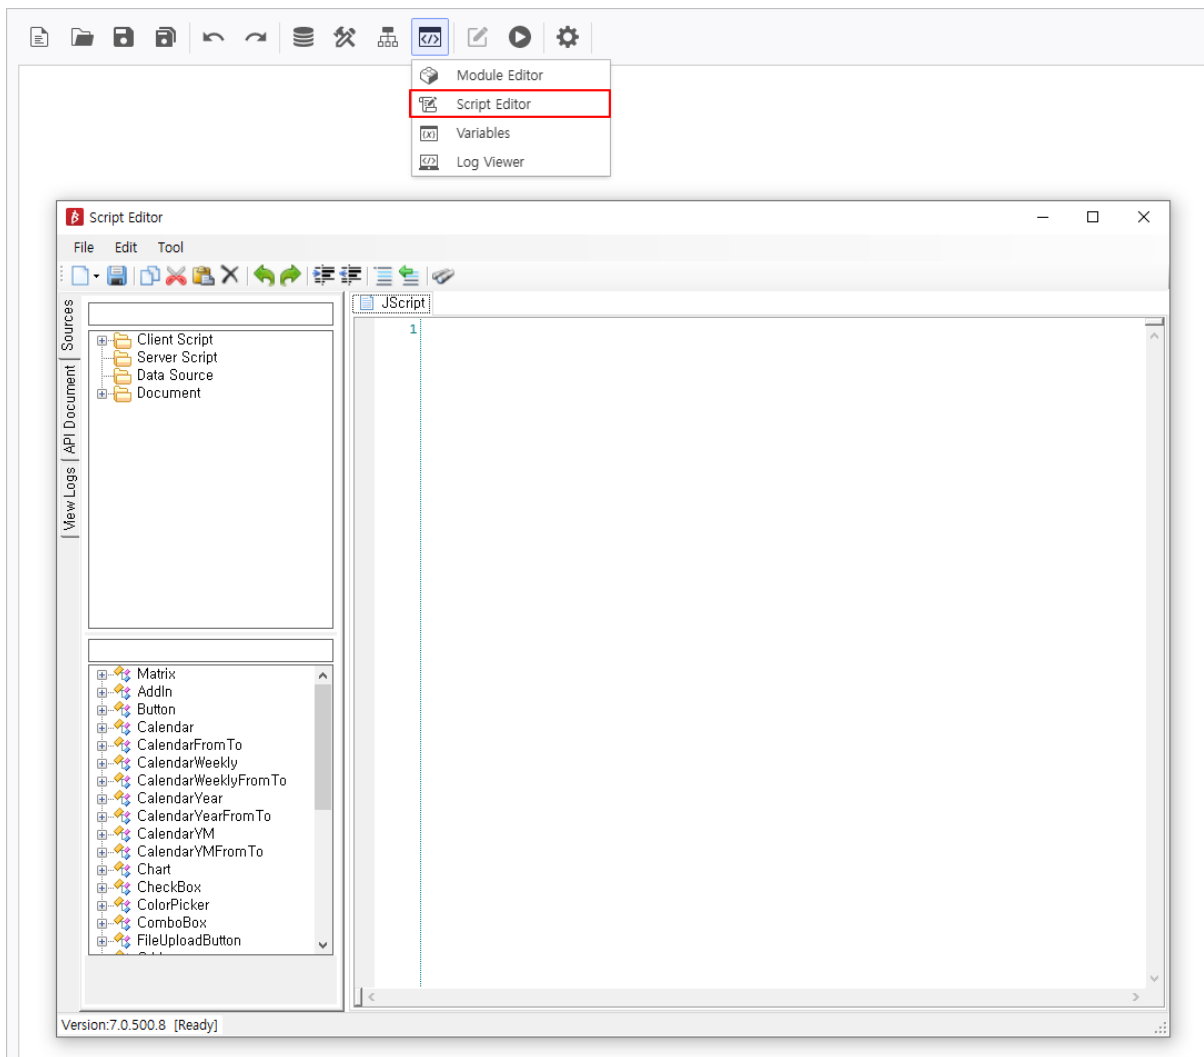 Module Editor
Script Editor
Variables
Log Viewer
Script Editor
File Edit Tool
Sources
API Document
View Logs
Client Script
Server Script
Data Source
Document
JScript
1
Matrix
AddIn
Button
Calendar
CalendarFromTo
CalendarWeekly
CalendarWeeklyFromTo
CalendarYear
CalendarYearFromTo
CalendarYM
CalendarYMFromTo
Chart
CheckBox
ColorPicker
ComboBox
FileUploadButton
Version:7.0.500.8 [Ready]